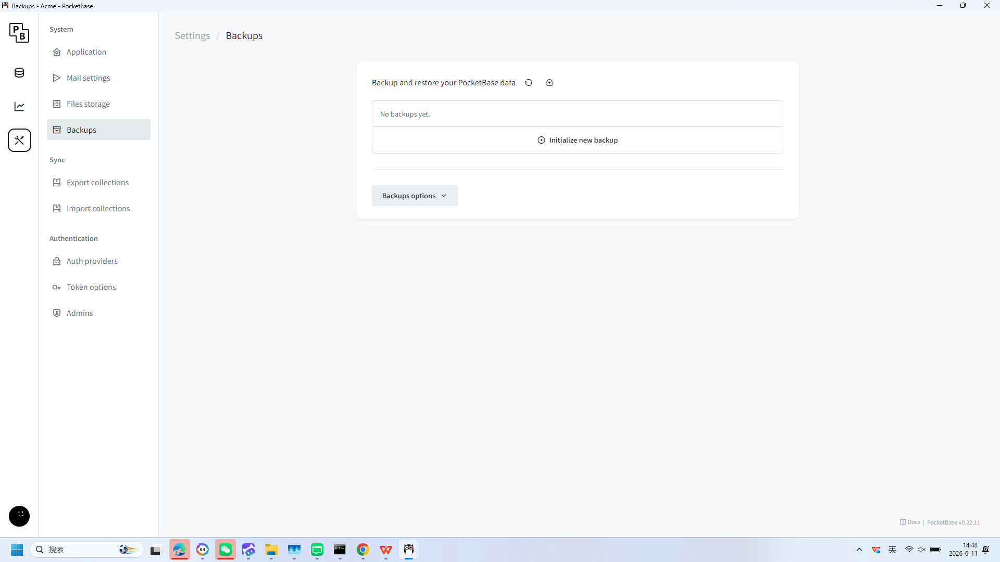 Backups - Acme - PocketBase
P
B
System
Application
Mail settings
Files storage
Backups
Sync
Export collections
Import collections
Authentication
Auth providers
Token options
Admins
Settings / Backups
Backup and restore your PocketBase data
No backups yet.
Initialize new backup
Backups options
Docs | PocketBase v0.22.11
搜索
英
14:48
2026-6-11